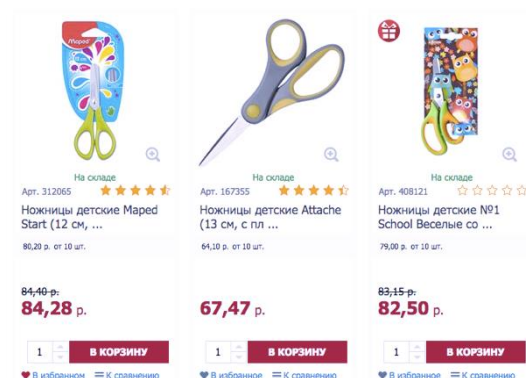 maped
На складе
Арт. 312065
Ножницы детские Maped
Start (12 см, ...
80,20 р. от 10 шт.
84,40 р.
84,28 р.
1
В КОРЗИНУ
В избранном
К сравнению
На складе
Арт. 167355
Ножницы детские Attache
(13 см, с пл ...
64,10 р. от 10 шт.
67,47 р.
1
В КОРЗИНУ
В избранное
К сравнению
На складе
Арт. 408121
Ножницы детские №1
School Веселые со ...
79,00 р. от 10 шт.
83,15 р.
82,50 р.
1
В КОРЗИНУ
В избранное
К сравнению